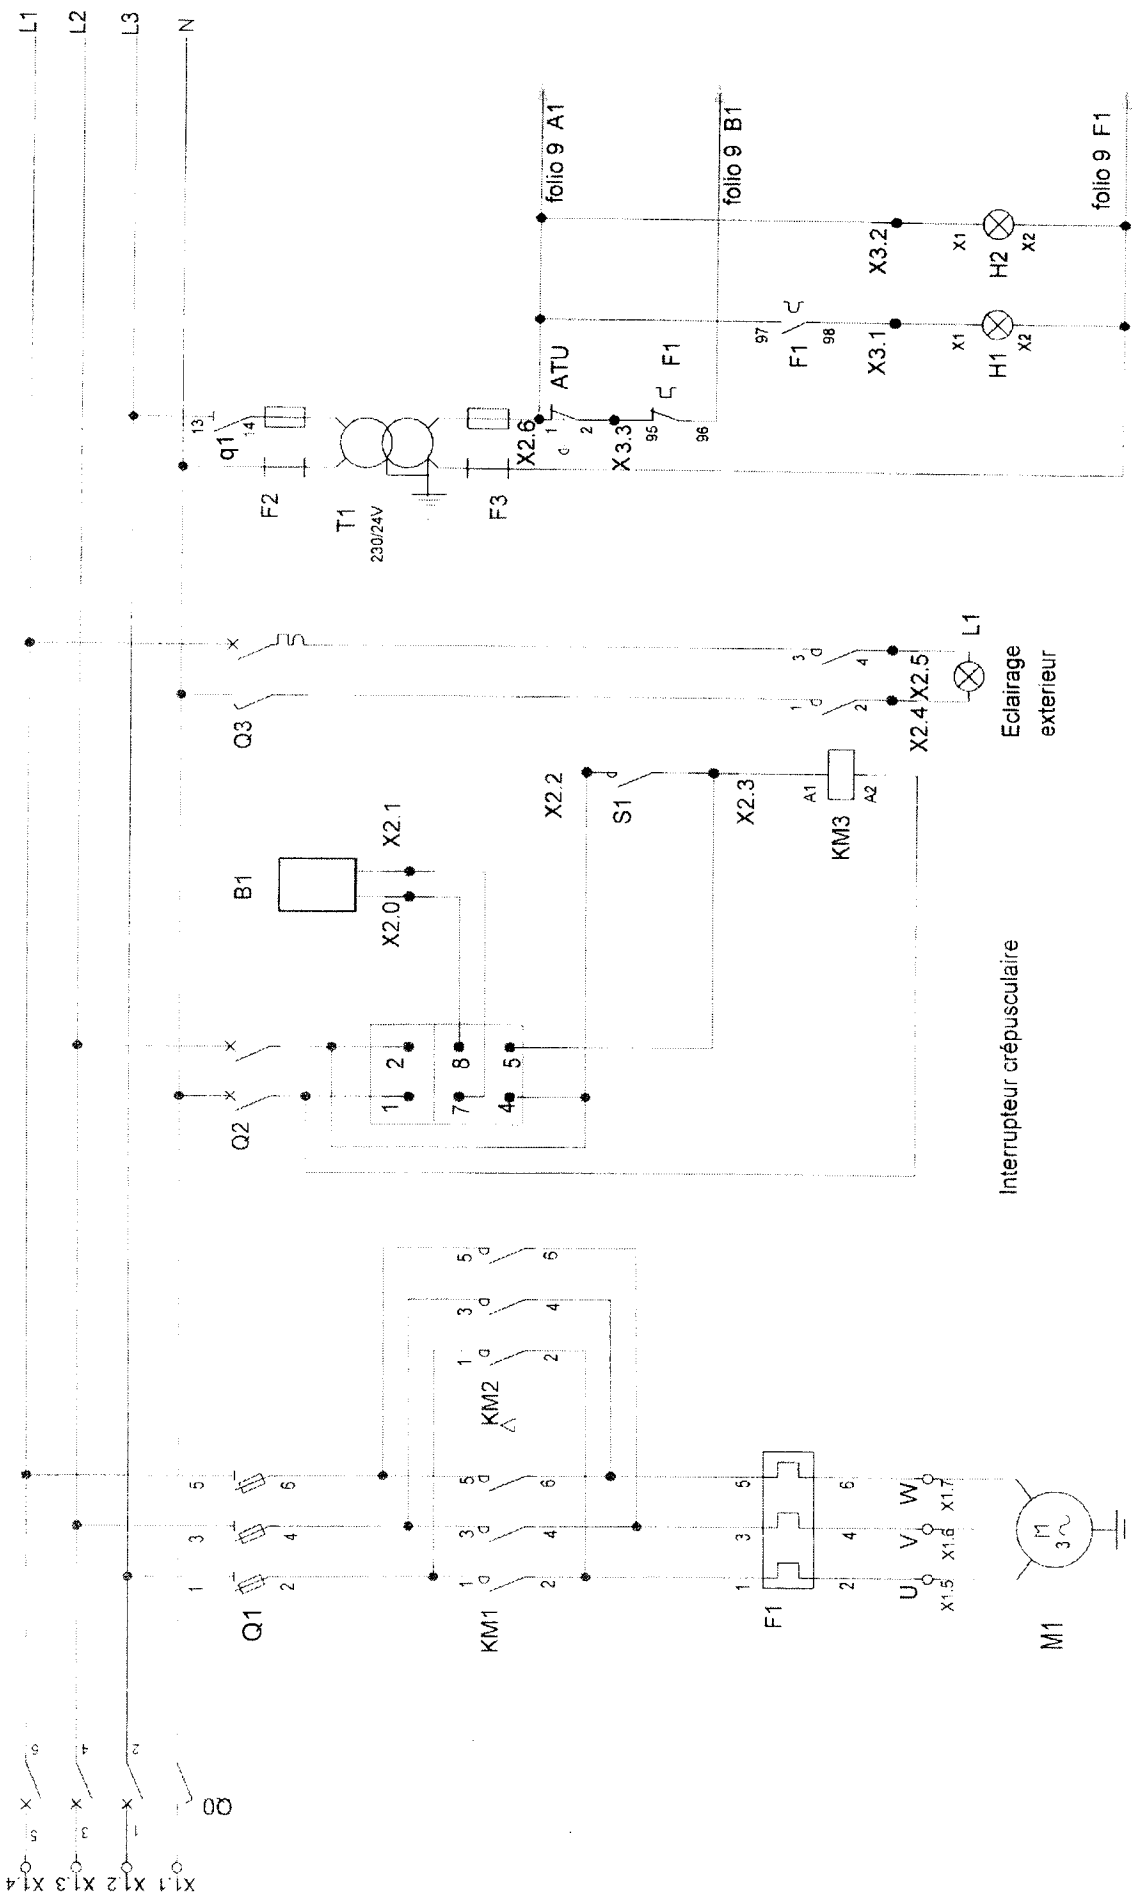 X1.4
X1.3
X1.2
X1.1
5
3
1
6
4
2
Q0
L1
L2
L3
N
Q1
1
3
5
2
4
6
KM1
1
3
5
2
4
6
KM2
1
3
5
2
4
6
F1
1
3
5
2
4
6
U
V
W
X1.5
X1.6
X1.7
M1
M
3~
Q2
1
2
7
8
4
5
B1
X2.0
X2.1
X2.2
S1
X2.3
A1
KM3
A2
Interrupteur crépusculaire
Q3
1
3
2
4
X2.4
X2.5
L1
Eclairage
exterieur
13
q1
14
F2
T1
230/24V
F3
X2.6
1
ATU
2
X3.3
95
F1
96
folio 9 A1
folio 9 B1
97
F1
98
X3.1
X3.2
X1
H1
X2
X1
H2
X2
folio 9 F1